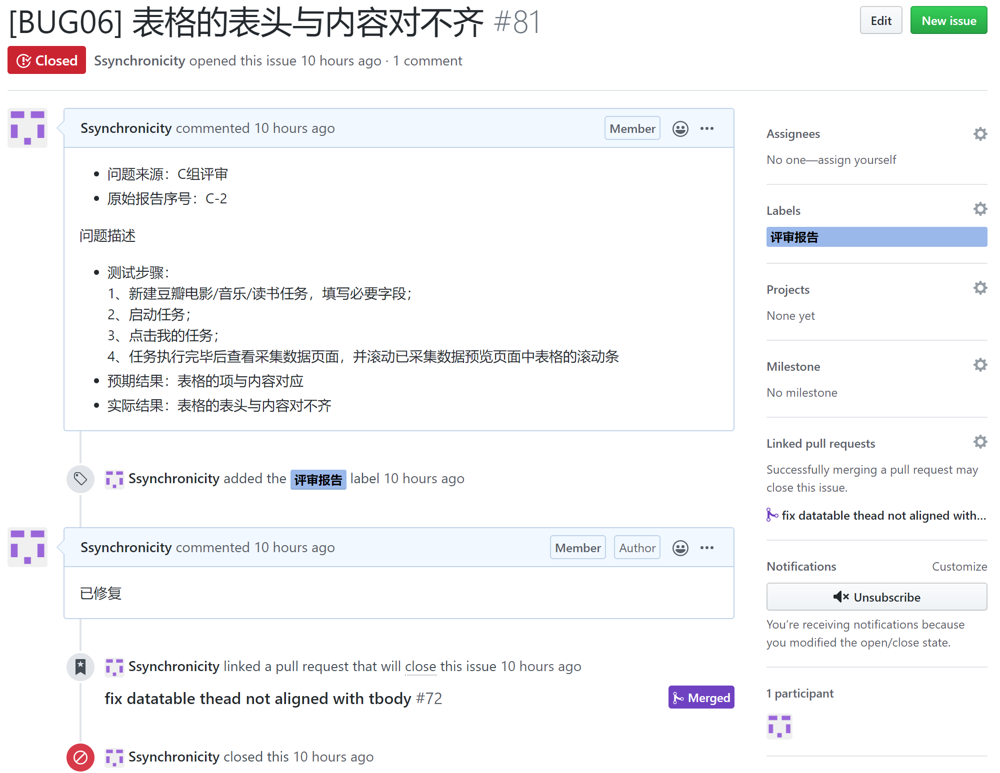 [BUG06] 表格的表头与内容对不齐 #81
Edit
New issue
Closed
Ssynchronicity opened this issue 10 hours ago · 1 comment
Ssynchronicity commented 10 hours ago
Member
• 问题来源：C组评审
• 原始报告序号：C-2
问题描述
• 测试步骤：
1、新建豆瓣电影/音乐/读书任务，填写必要字段；
2、启动任务；
3、点击我的任务；
4、任务执行完毕后查看采集数据页面，并滚动已采集数据预览页面中表格的滚动条
• 预期结果：表格的项与内容对应
• 实际结果：表格的表头与内容对不齐
Ssynchronicity added the 评审报告 label 10 hours ago
Ssynchronicity commented 10 hours ago
Member
Author
已修复
Ssynchronicity linked a pull request that will close this issue 10 hours ago
fix datatable thead not aligned with tbody #72
Merged
Ssynchronicity closed this 10 hours ago
Assignees
No one—assign yourself
Labels
评审报告
Projects
None yet
Milestone
No milestone
Linked pull requests
Successfully merging a pull request may
close this issue.
fix datatable thead not aligned with...
Notifications
Customize
Unsubscribe
You’re receiving notifications because
you modified the open/close state.
1 participant